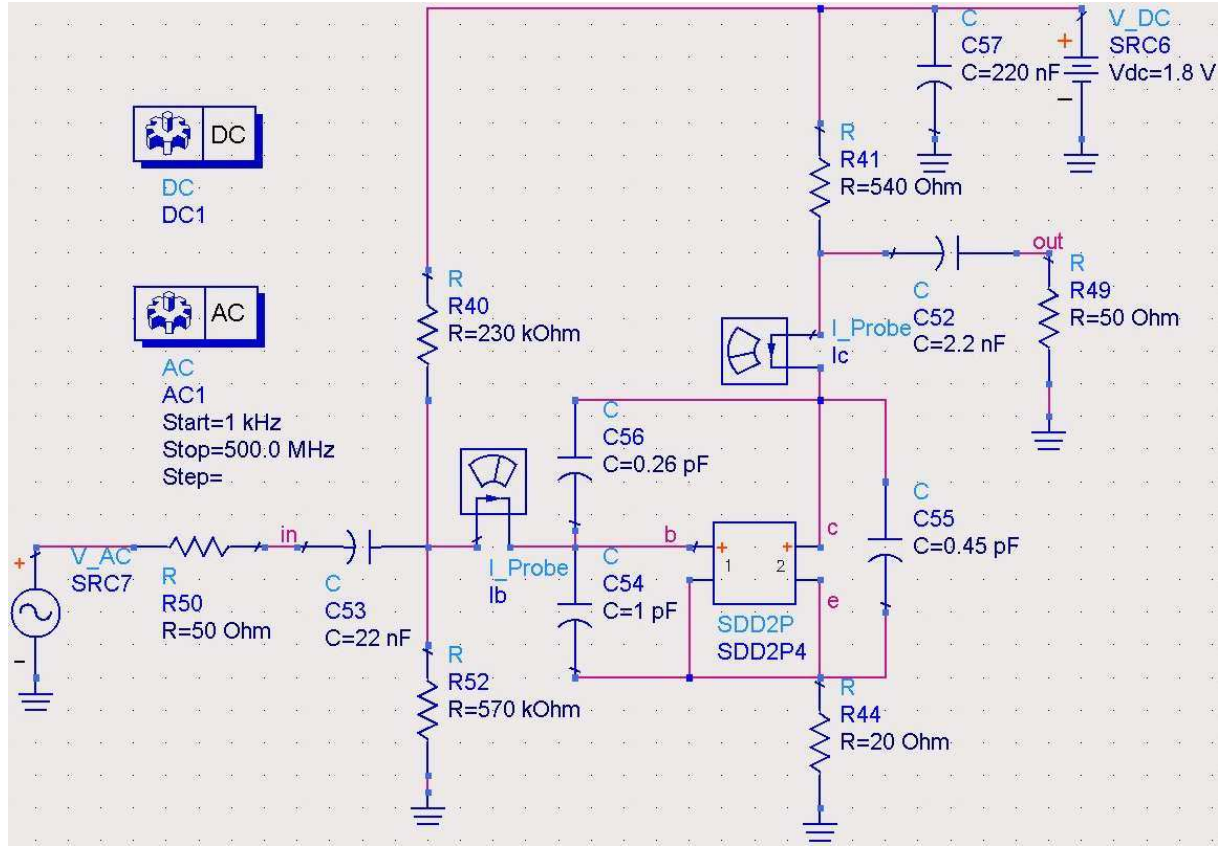 C
C57
C=220 nF
V_DC
SRC6
Vdc=1.8 V
+
−
DC
DC
DC1
R
R41
R=540 Ohm
AC
AC
AC1
Start=1 kHz
Stop=500.0 MHz
Step=
R
R40
R=230 kOhm
out
C
C52
C=2.2 nF
R
R49
R=50 Ohm
I_Probe
Ic
C
C56
C=0.26 pF
C
C55
C=0.45 pF
in
b
c
e
+
−
V_AC
SRC7
R
R50
R=50 Ohm
C
C53
C=22 nF
I_Probe
Ib
C
C54
C=1 pF
+
1
+
2
SDD2P
SDD2P4
R
R52
R=570 kOhm
R
R44
R=20 Ohm